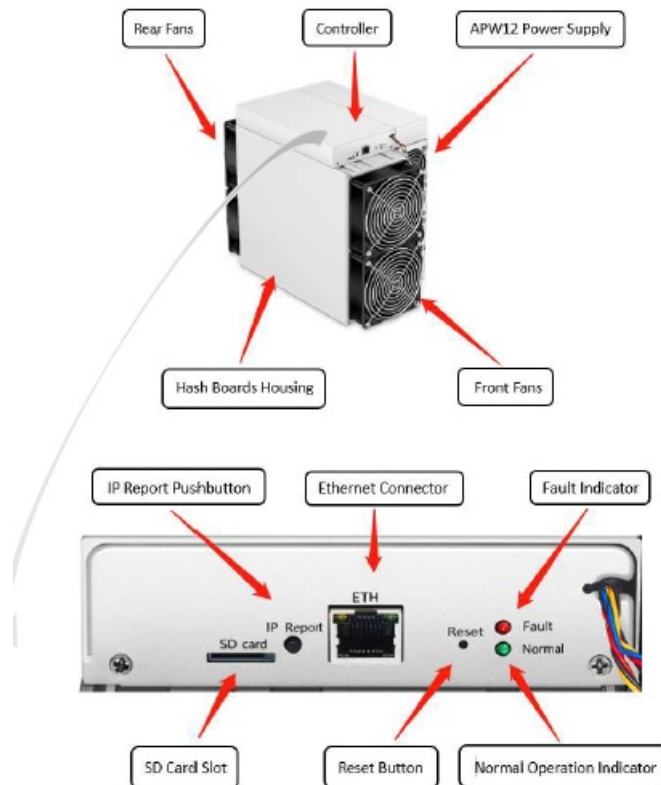 Rear Fans
Controller
APW12 Power Supply
Hash Boards Housing
Front Fans
IP Report Pushbutton
Ethernet Connector
Fault Indicator
ETH
IP Report
SD card
Reset
Fault
Normal
SD Card Slot
Reset Button
Normal Operation Indicator